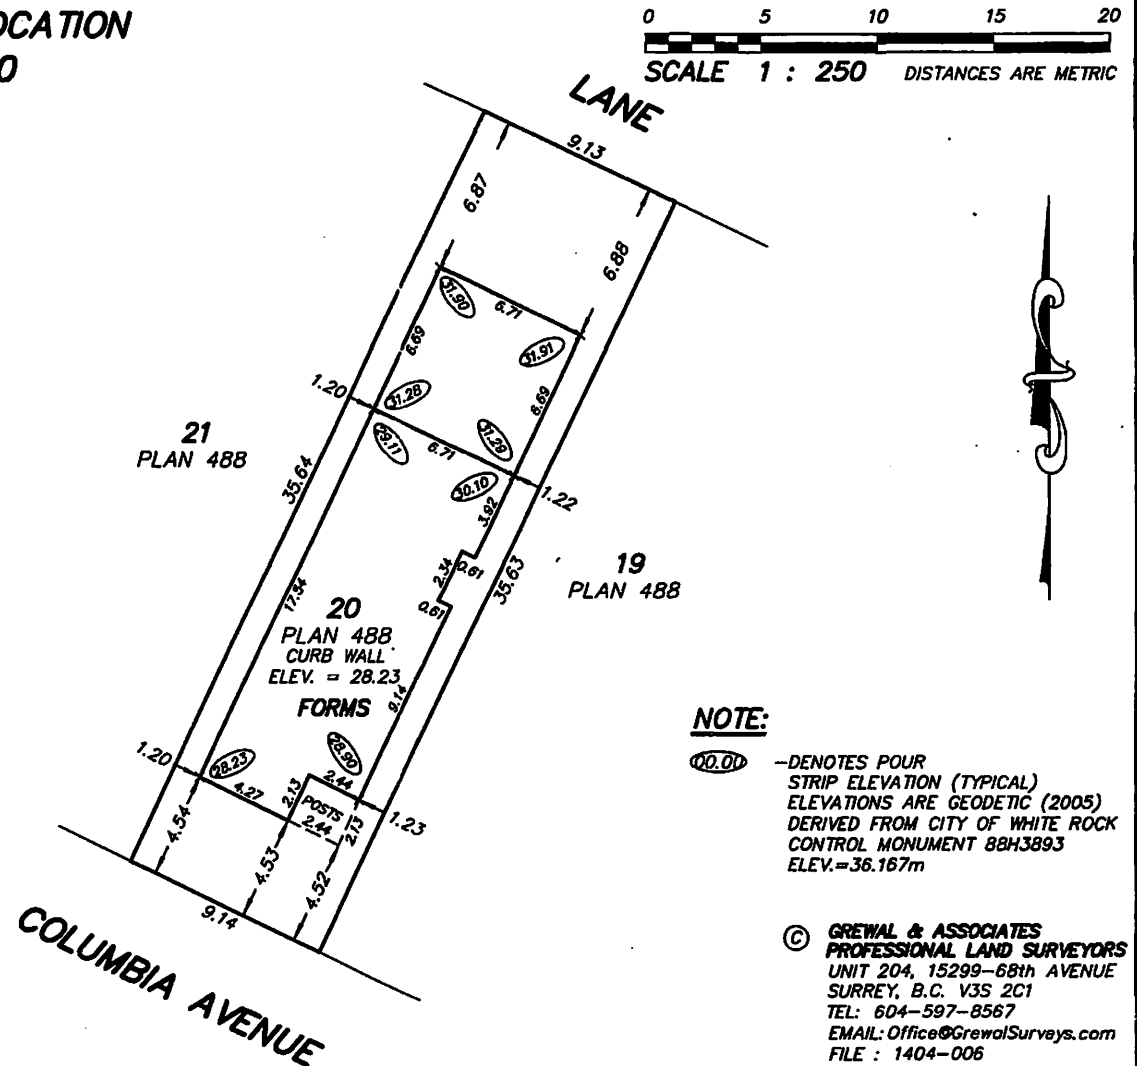 OCATION
0
0 5 10 15 20
SCALE 1 : 250 DISTANCES ARE METRIC
LANE
9.13
6.87
6.88
31.90
6.71
31.91
6.69
6.69
1.20
31.28
31.29
29.11
6.71
30.10
1.22
3.92
21
PLAN 488
35.64
35.63
19
PLAN 488
2.34
0.61
0.61
17.54
20
PLAN 488
CURB WALL
ELEV. = 28.23
FORMS
9.14
1.20
28.23
28.90
4.27
2.13
2.44
POSTS
2.44
2.13
1.23
4.54
4.53
4.52
9.14
COLUMBIA AVENUE
NOTE:
00.00 -DENOTES POUR
STRIP ELEVATION (TYPICAL)
ELEVATIONS ARE GEODETIC (2005)
DERIVED FROM CITY OF WHITE ROCK
CONTROL MONUMENT 88H3893
ELEV.=36.167m
© GREWAL & ASSOCIATES
PROFESSIONAL LAND SURVEYORS
UNIT 204, 15299-68th AVENUE
SURREY, B.C. V3S 2C1
TEL: 604-597-8567
EMAIL: Office@GrewalSurveys.com
FILE : 1404-006